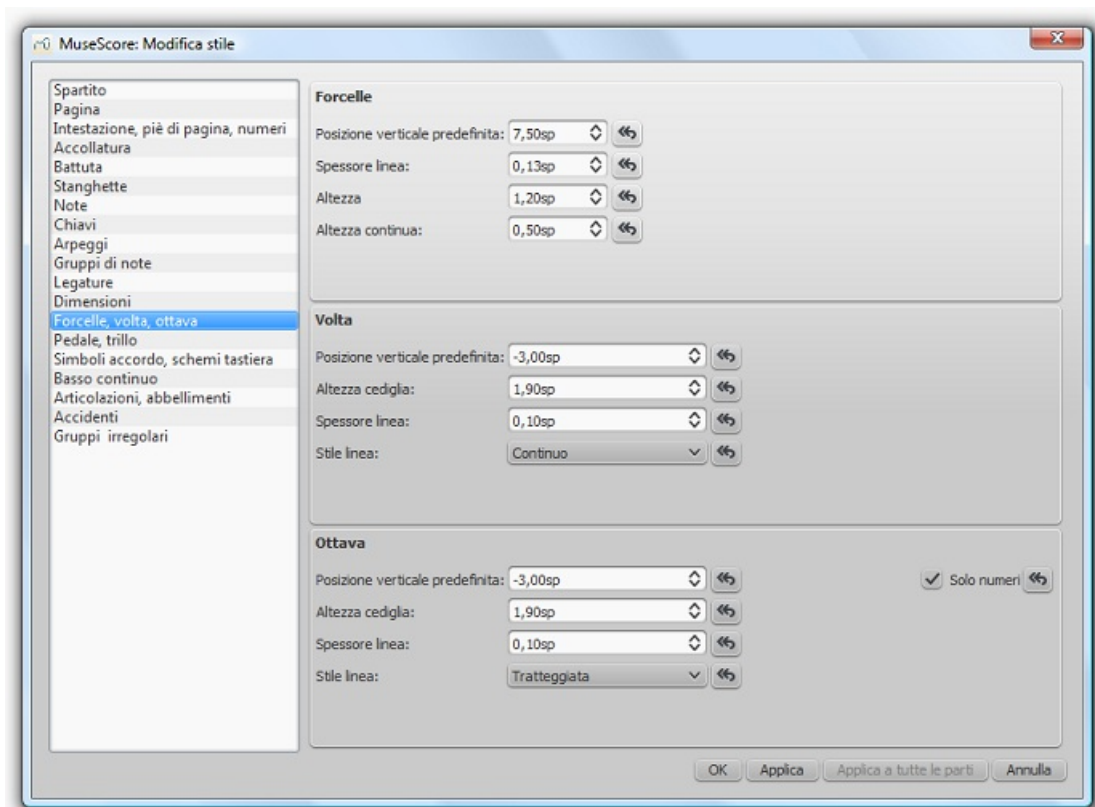 MuseScore: Modifica stile
Spartito
Pagina
Intestazione, piè di pagina, numeri
Accollatura
Battuta
Stanghette
Note
Chiavi
Arpeggi
Gruppi di note
Legature
Dimensioni
Forcelle, volta, ottava
Pedale, trillo
Simboli accordo, schemi tastiera
Basso continuo
Articolazioni, abbellimenti
Accidenti
Gruppi irregolari
Forcelle
Posizione verticale predefinita: 7,50sp
Spessore linea: 0,13sp
Altezza 1,20sp
Altezza continua: 0,50sp
Volta
Posizione verticale predefinita: -3,00sp
Altezza cediglia: 1,90sp
Spessore linea: 0,10sp
Stile linea: Continuo
Ottava
Posizione verticale predefinita: -3,00sp Solo numeri
Altezza cediglia: 1,90sp
Spessore linea: 0,10sp
Stile linea: Tratteggiata
OK Applica Applica a tutte le parti Annulla